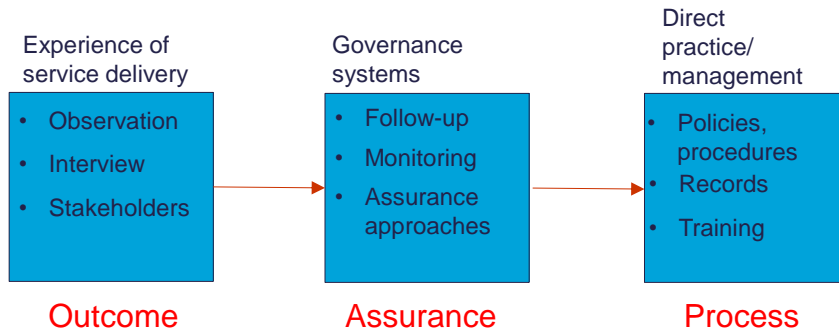 Experience of
service delivery
• Observation
• Interview
• Stakeholders
Outcome
Governance
systems
• Follow-up
• Monitoring
• Assurance
approaches
Assurance
Direct
practice/
management
• Policies,
procedures
• Records
• Training
Process